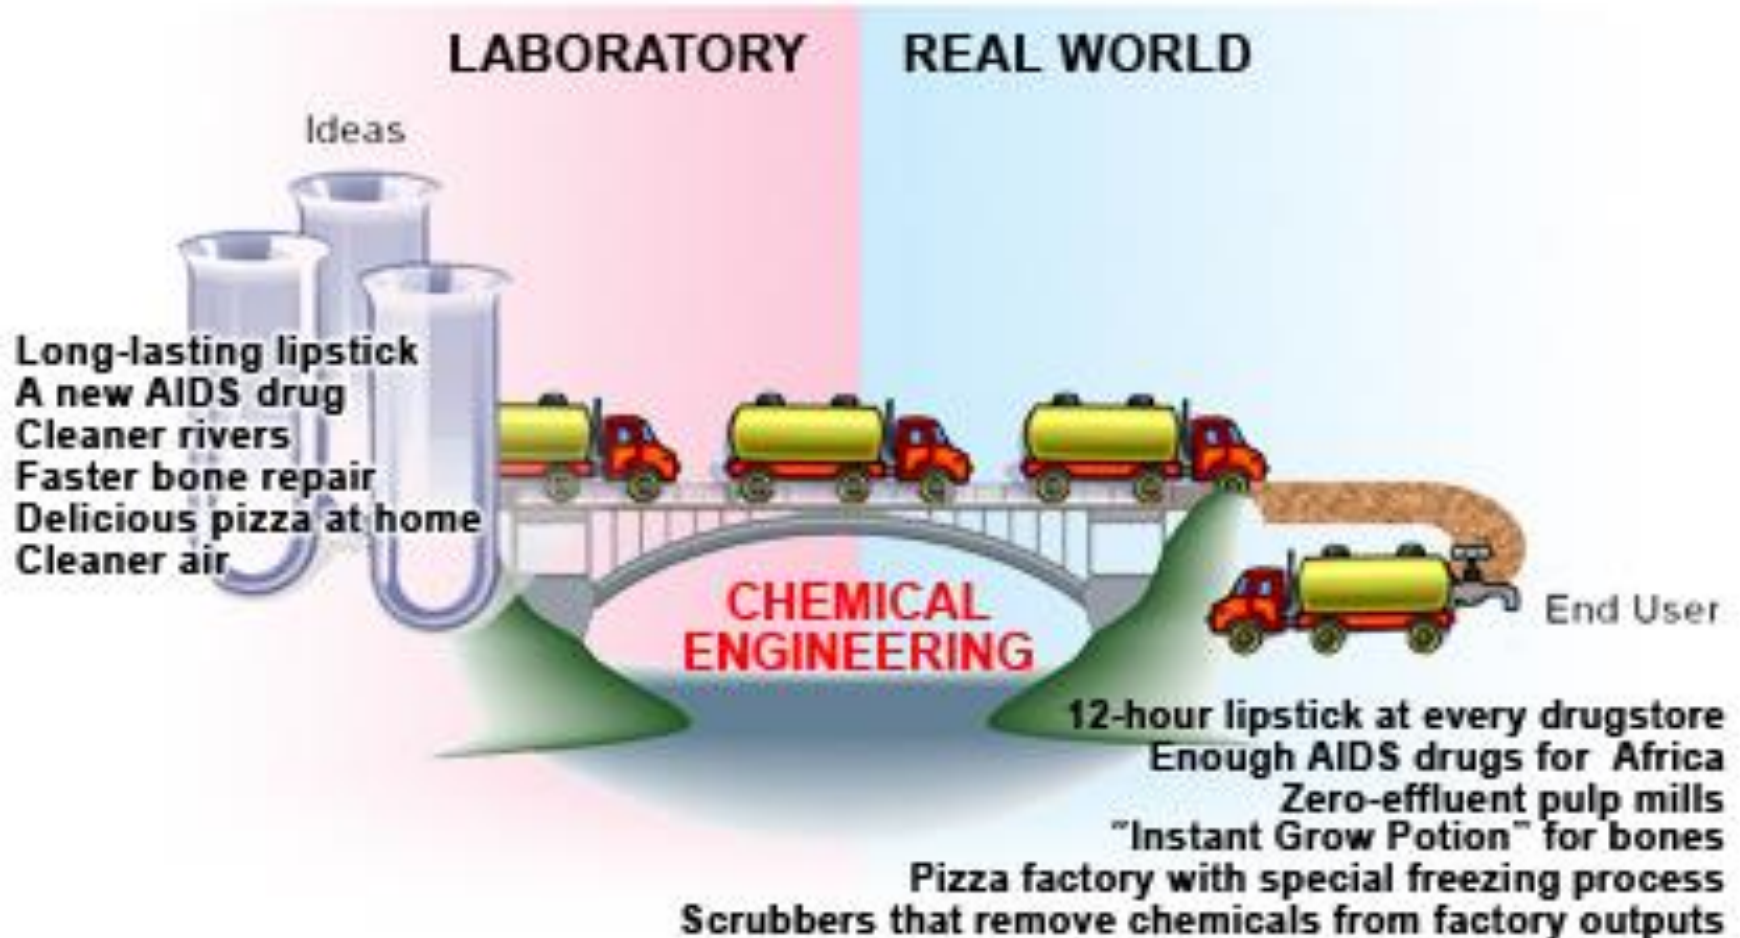 LABORATORY
REAL WORLD
Ideas
Long-lasting lipstick
A new AIDS drug
Cleaner rivers
Faster bone repair
Delicious pizza at home
Cleaner air
CHEMICAL
ENGINEERING
End User
12-hour lipstick at every drugstore
Enough AIDS drugs for Africa
Zero-effluent pulp mills
"Instant Grow Potion" for bones
Pizza factory with special freezing process
Scrubbers that remove chemicals from factory outputs